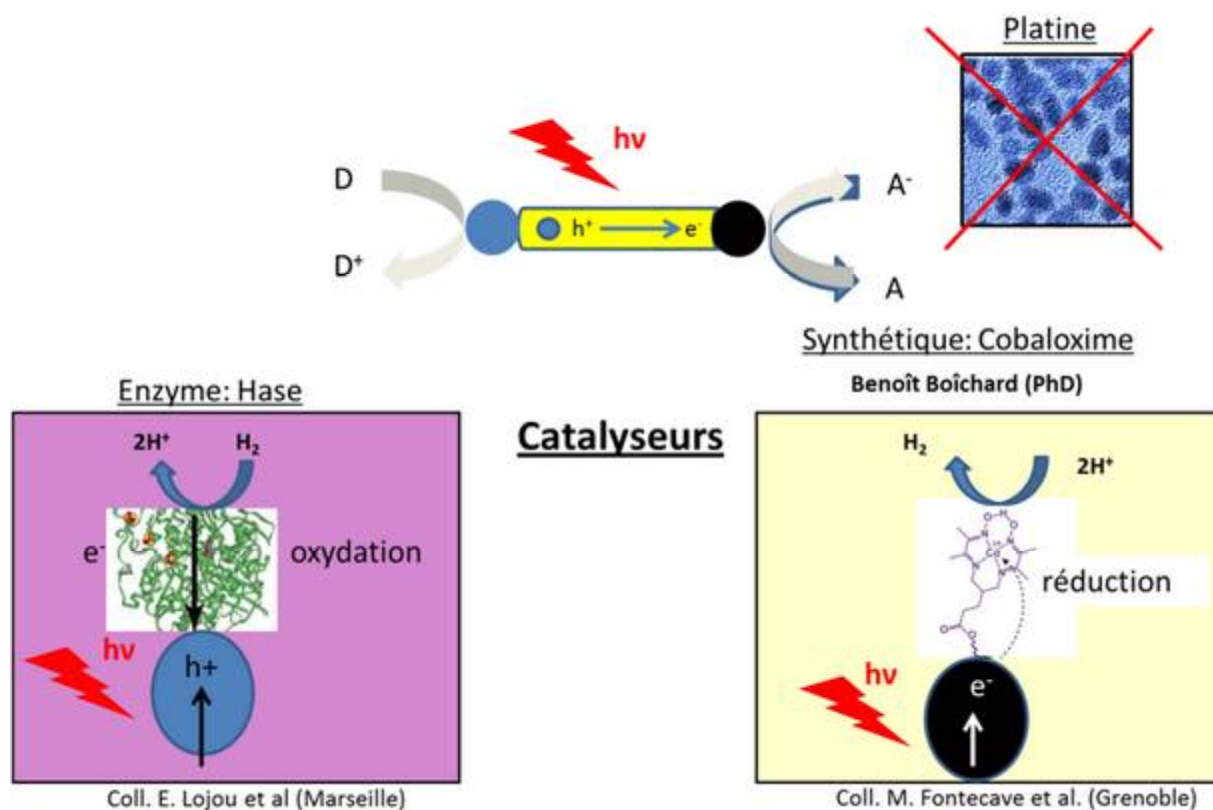 Platine
hν
D
A⁻
h⁺
e⁻
D⁺
A
Synthétique: Cobaloxime
Benoît Boîchard (PhD)
Enzyme: Hase
Catalyseurs
2H⁺
H₂
e⁻
oxydation
hν
h+
Coll. E. Lojou et al (Marseille)
H₂
2H⁺
O H
O
N
N
Co
N
N
réduction
O
O
hν
e⁻
Coll. M. Fontecave et al. (Grenoble)